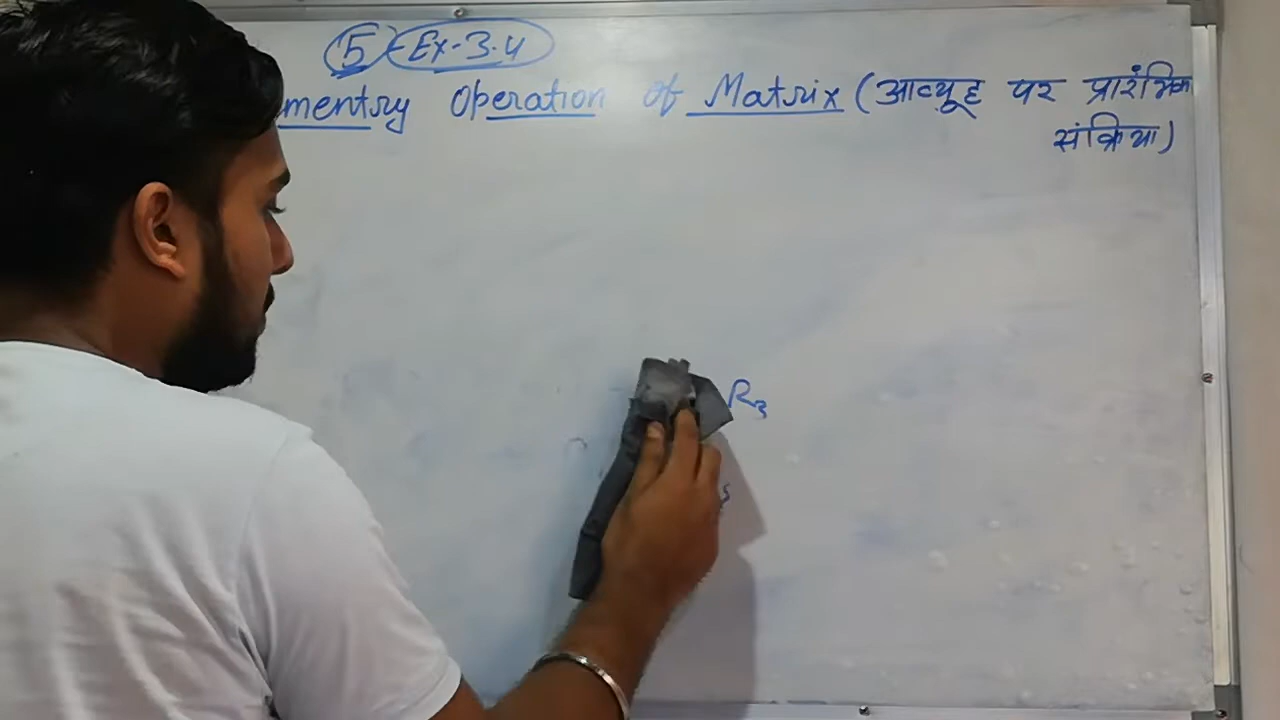 5 Ex-3.4
mentry Operation of Matrix (आव्यूह पर प्रारंभिक
संक्रिया)
R3